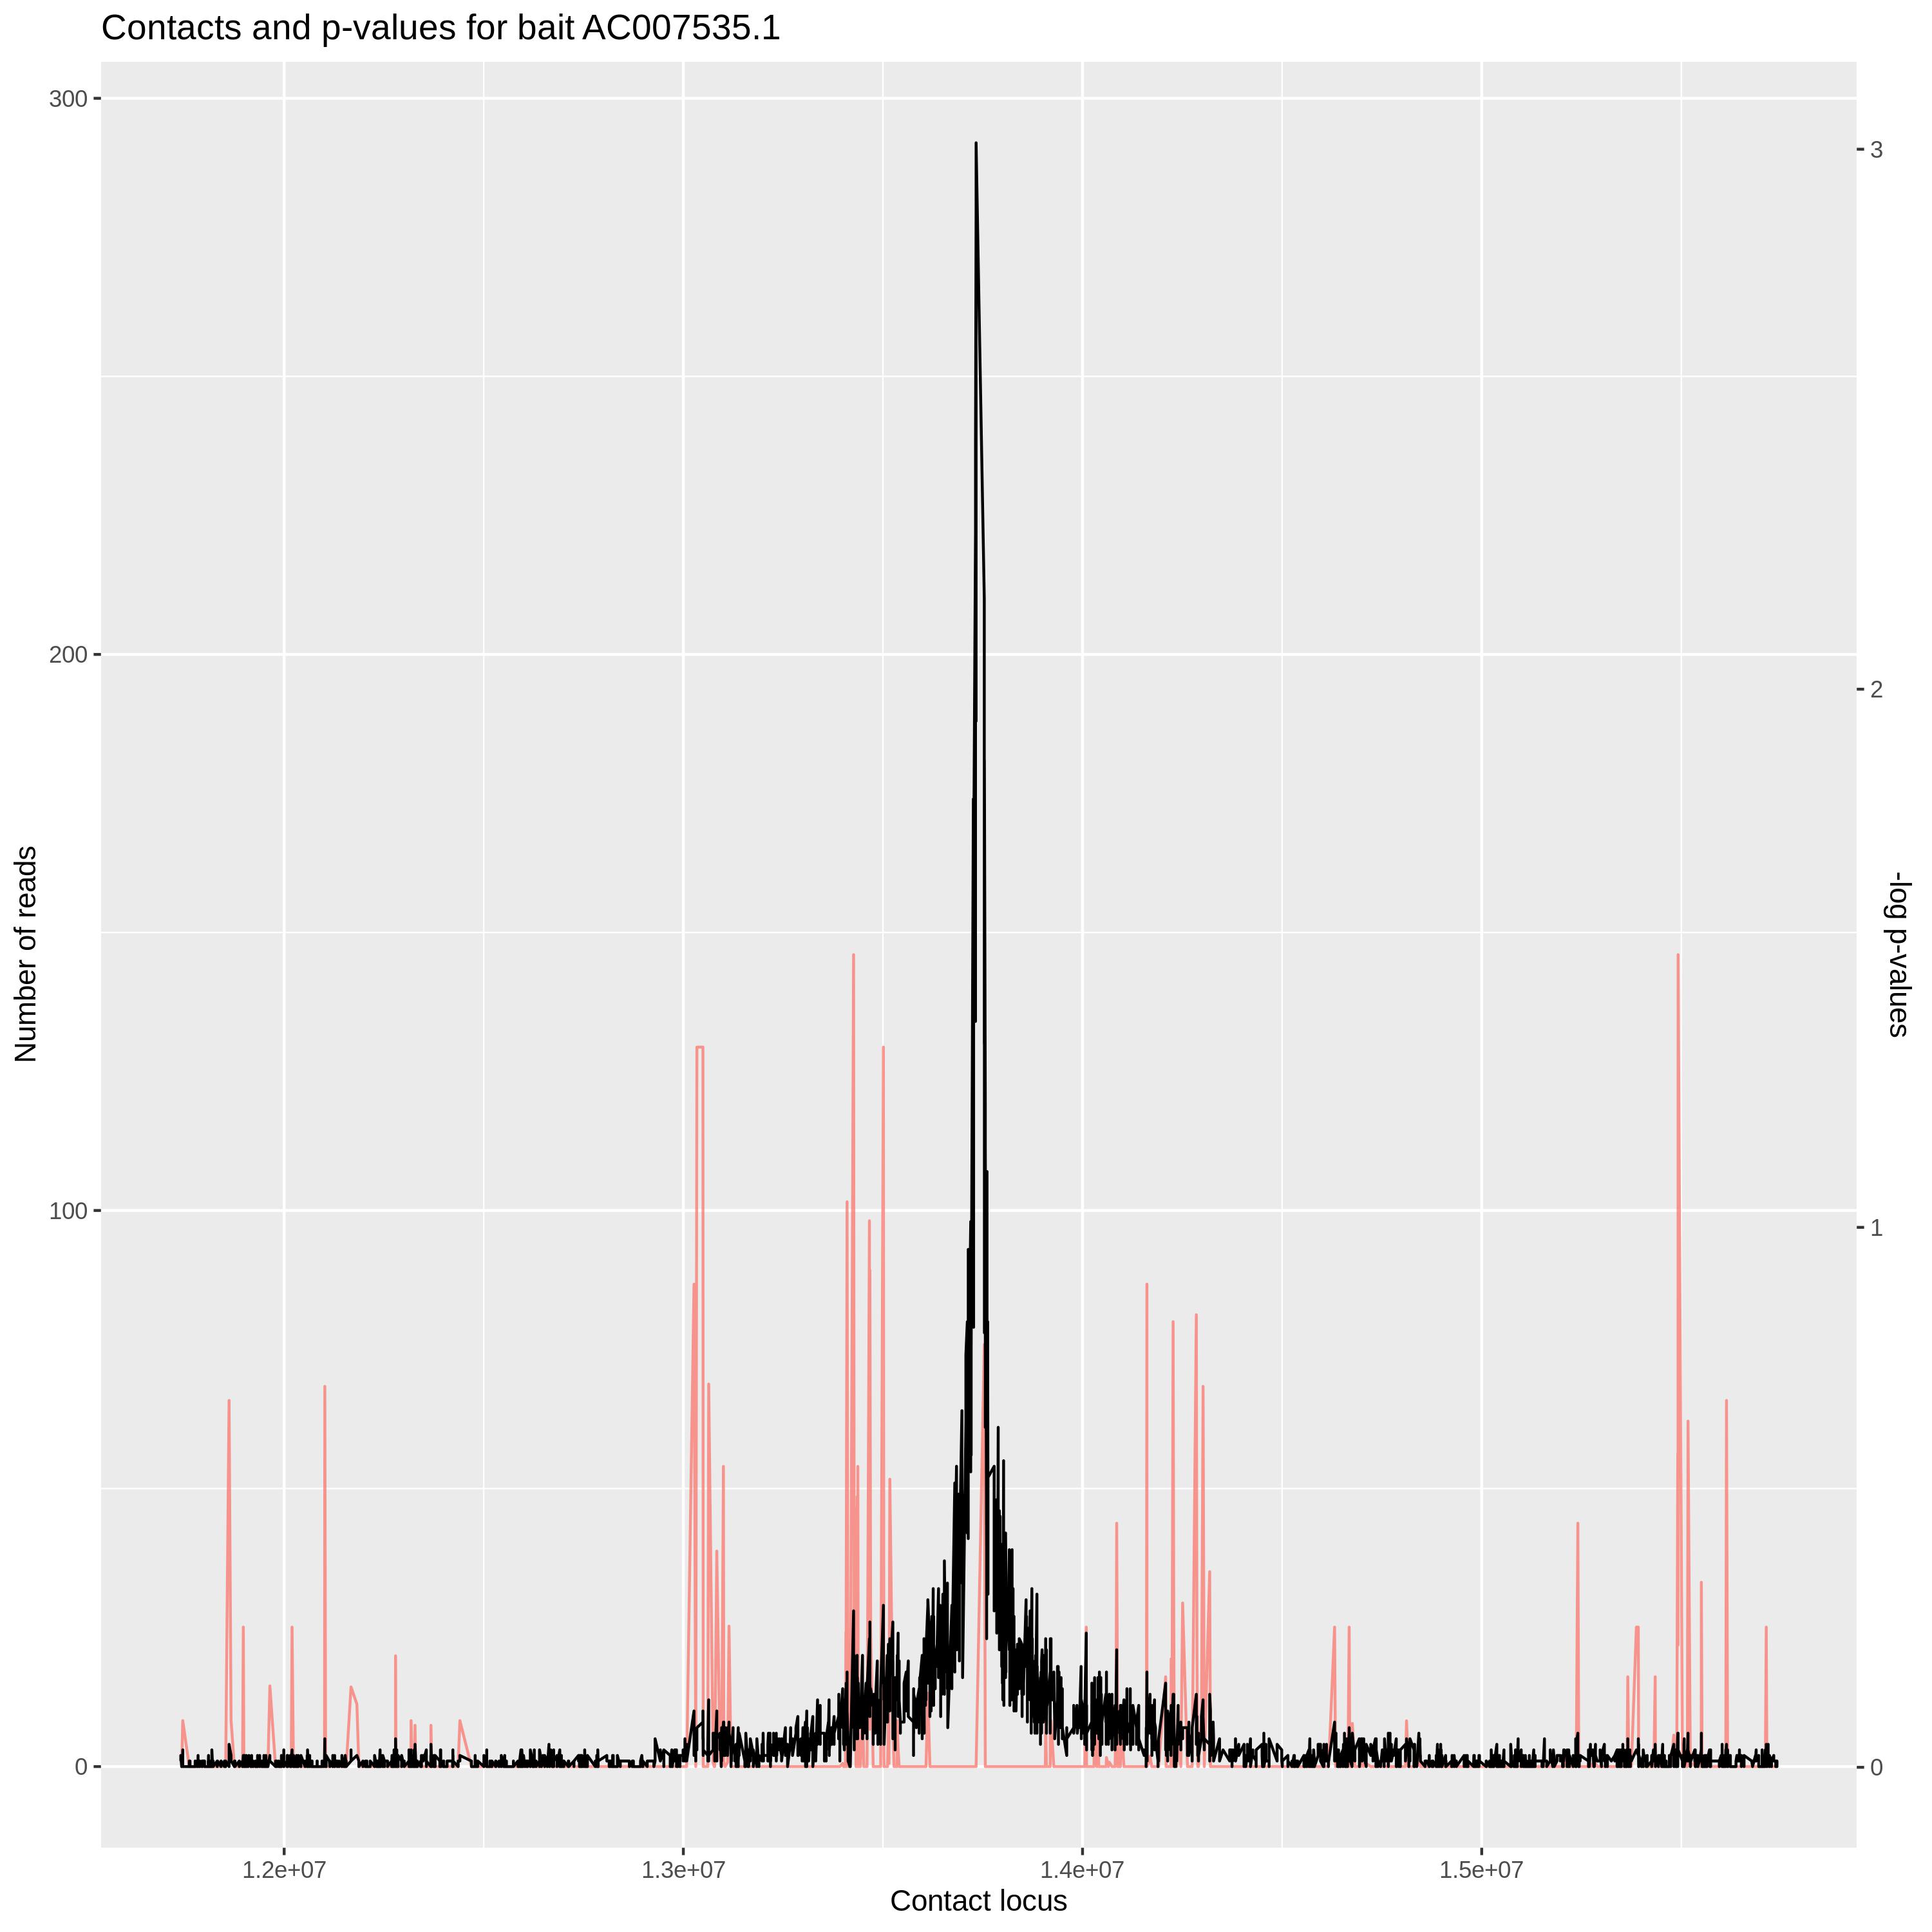 Contacts and p-values for bait AC007535.1
300
200
100
0
Number of reads
3
2
1
0
-log p-values
1.2e+07
1.3e+07
1.4e+07
1.5e+07
Contact locus